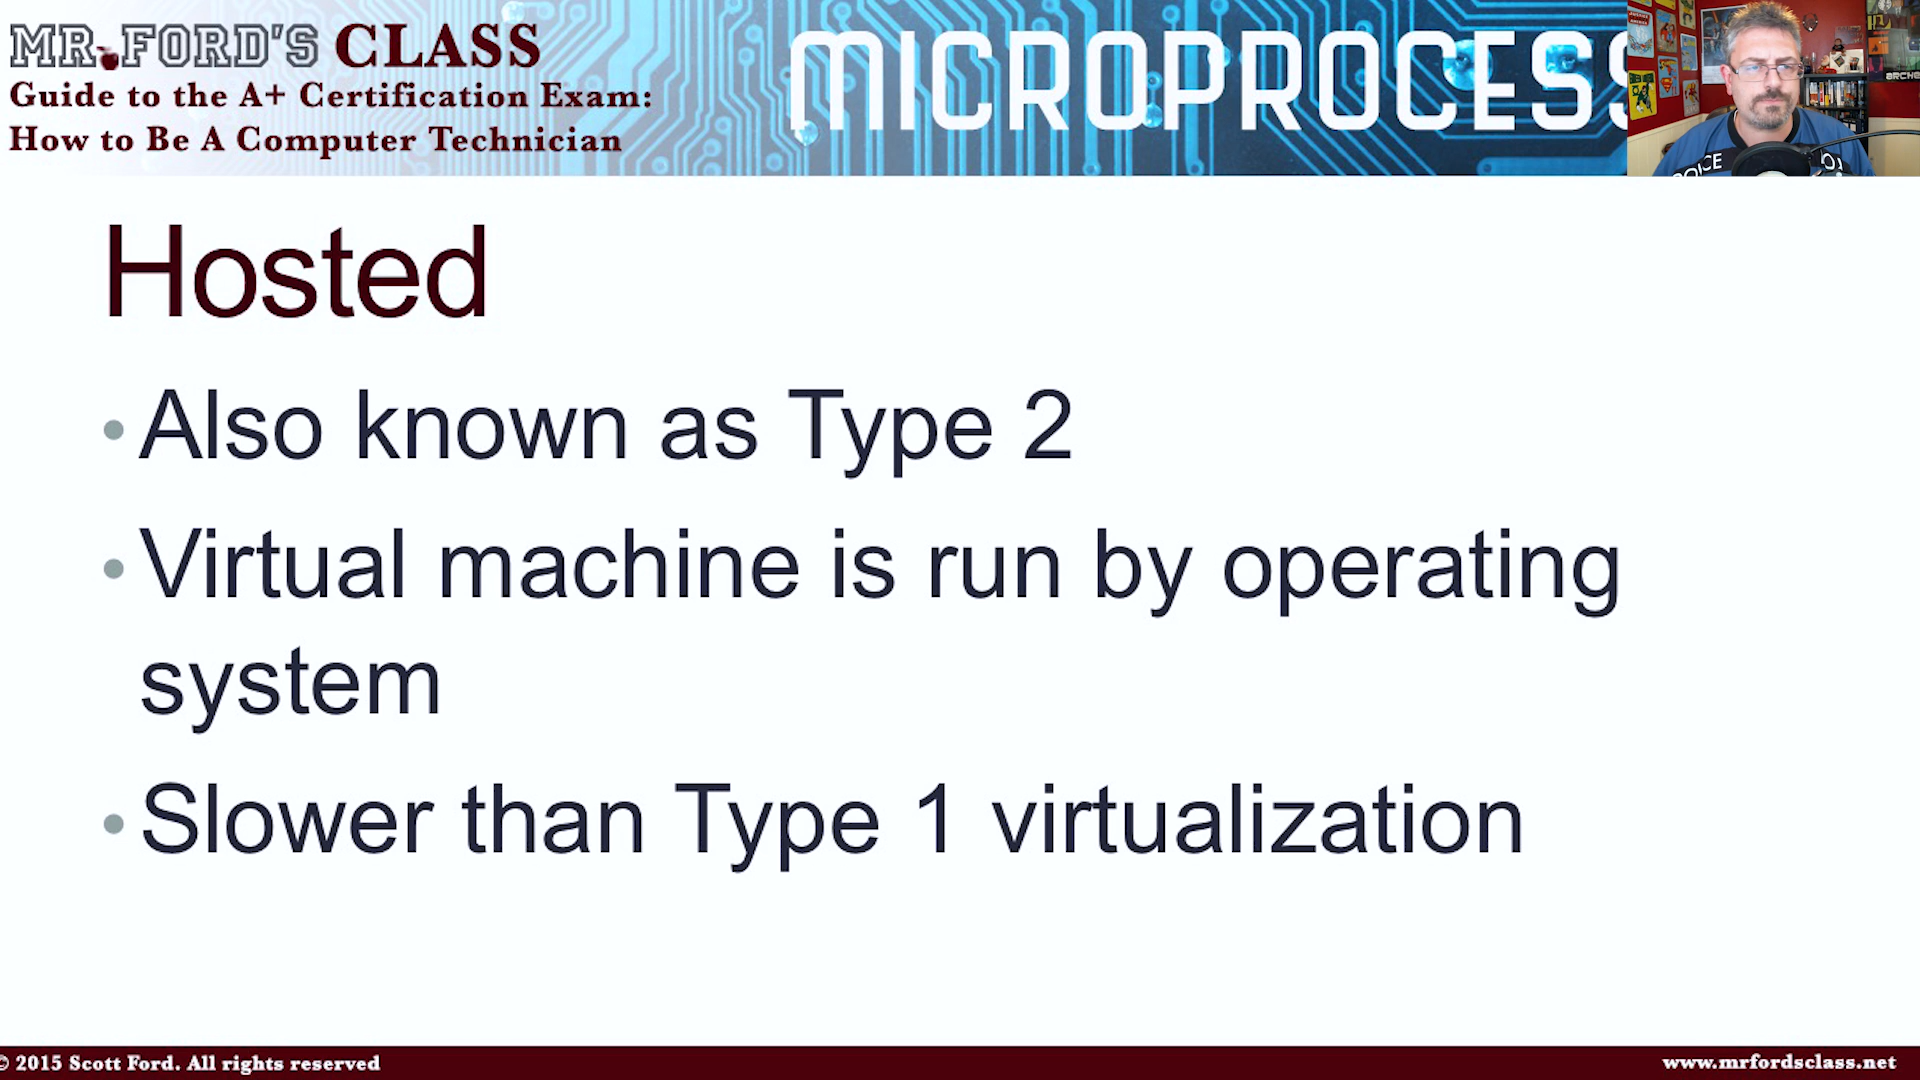 MR.FORD'S CLASS
Guide to the A+ Certification Exam:
How to Be A Computer Technician
MICROPROCESS
Hosted
• Also known as Type 2
• Virtual machine is run by operating
system
• Slower than Type 1 virtualization
© 2015 Scott Ford. All rights reserved
www.mrfordsclass.net